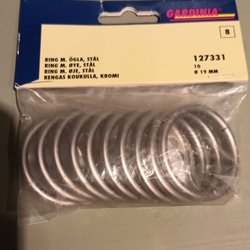 GARDINIA
8
RING M. ÖGLA, STÅL
RING M. ØYE, STÅL
RING M. ØJE, STÅL
RENGAS KOUKULLA, KROMI
127331
10
Ø 19 MM